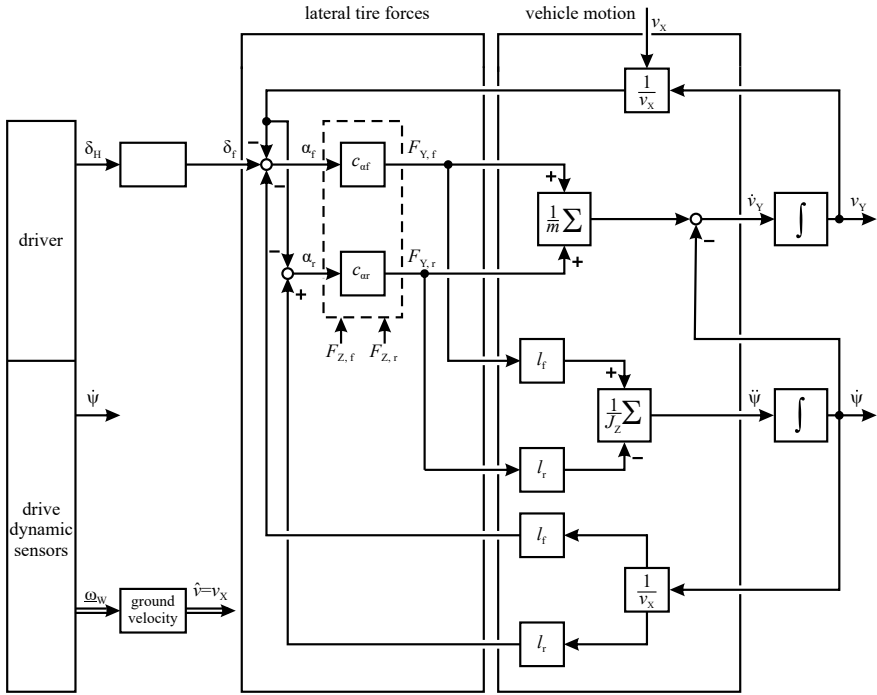 lateral tire forces
vehicle motion
v_X
1/v_X
δ_H
δ_f
−
−
α_f
c_αf
F_Y, f
+
v̇_Y
v_Y
driver
1/m Σ
∫
−
α_r
c_αr
F_Y, r
+
+
−
F_Z, f
F_Z, r
l_f
+
ψ̇
1/J_Z Σ
ψ̈
∫
ψ̇
l_r
−
drive
dynamic
sensors
l_f
ω_W
ground
velocity
v̂=v_X
1/v_X
l_r